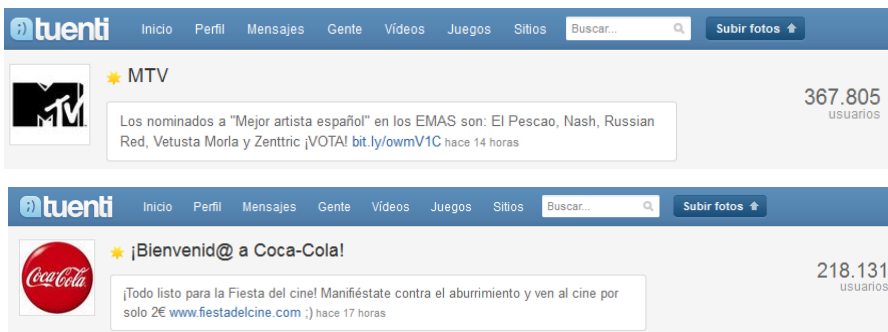 tuenti Inicio Perfil Mensajes Gente Vídeos Juegos Sitios Buscar... Subir fotos
MTV
MTV
367.805
usuarios
Los nominados a "Mejor artista español" en los EMAS son: El Pescao, Nash, Russian
Red, Vetusta Morla y Zenttric ¡VOTA! bit.ly/owmV1C hace 14 horas
tuenti Inicio Perfil Mensajes Gente Vídeos Juegos Sitios Buscar... Subir fotos
¡Bienvenid@ a Coca-Cola!
Coca-Cola
218.131
usuarios
¡Todo listo para la Fiesta del cine! Manifiéstate contra el aburrimiento y ven al cine por
solo 2€ www.fiestadelcine.com ;) hace 17 horas